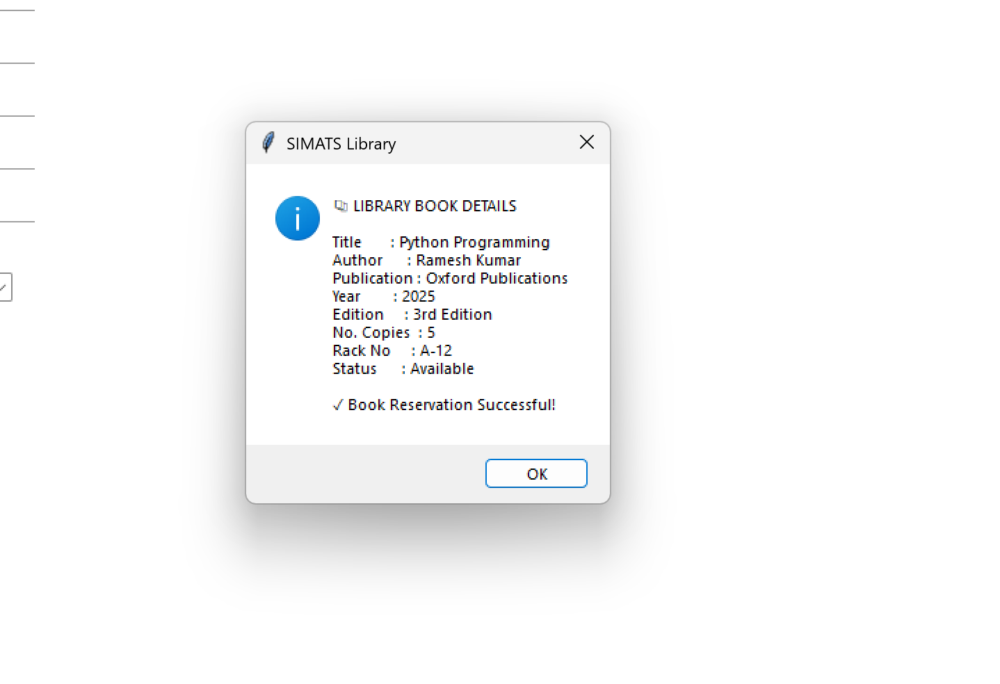 SIMATS Library
📚 LIBRARY BOOK DETAILS
Title : Python Programming
Author : Ramesh Kumar
Publication : Oxford Publications
Year : 2025
Edition : 3rd Edition
No. Copies : 5
Rack No : A-12
Status : Available
✓ Book Reservation Successful!
OK